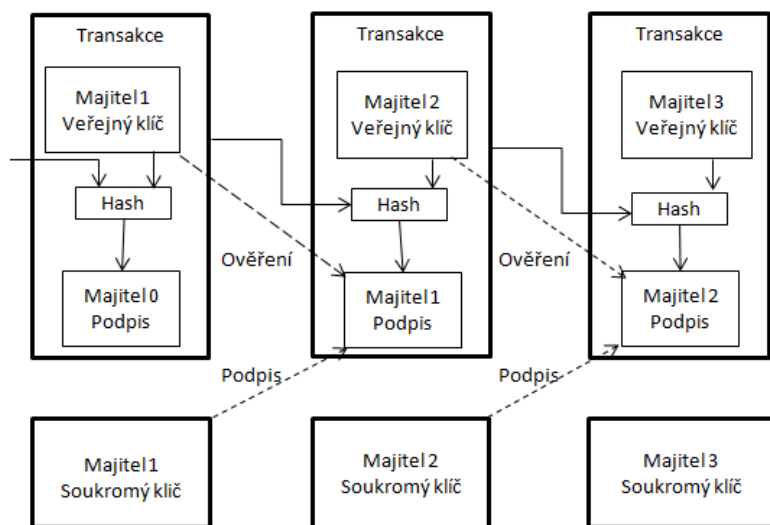 Transakce
Transakce
Transakce
Majitel 1
Veřejný klíč
Majitel 2
Veřejný klíč
Majitel 3
Veřejný klíč
Hash
Hash
Hash
Ověření
Ověření
Majitel 0
Podpis
Majitel 1
Podpis
Majitel 2
Podpis
Podpis
Podpis
Majitel 1
Soukromý klič
Majitel 2
Soukromý klíč
Majitel 3
Soukromý klíč